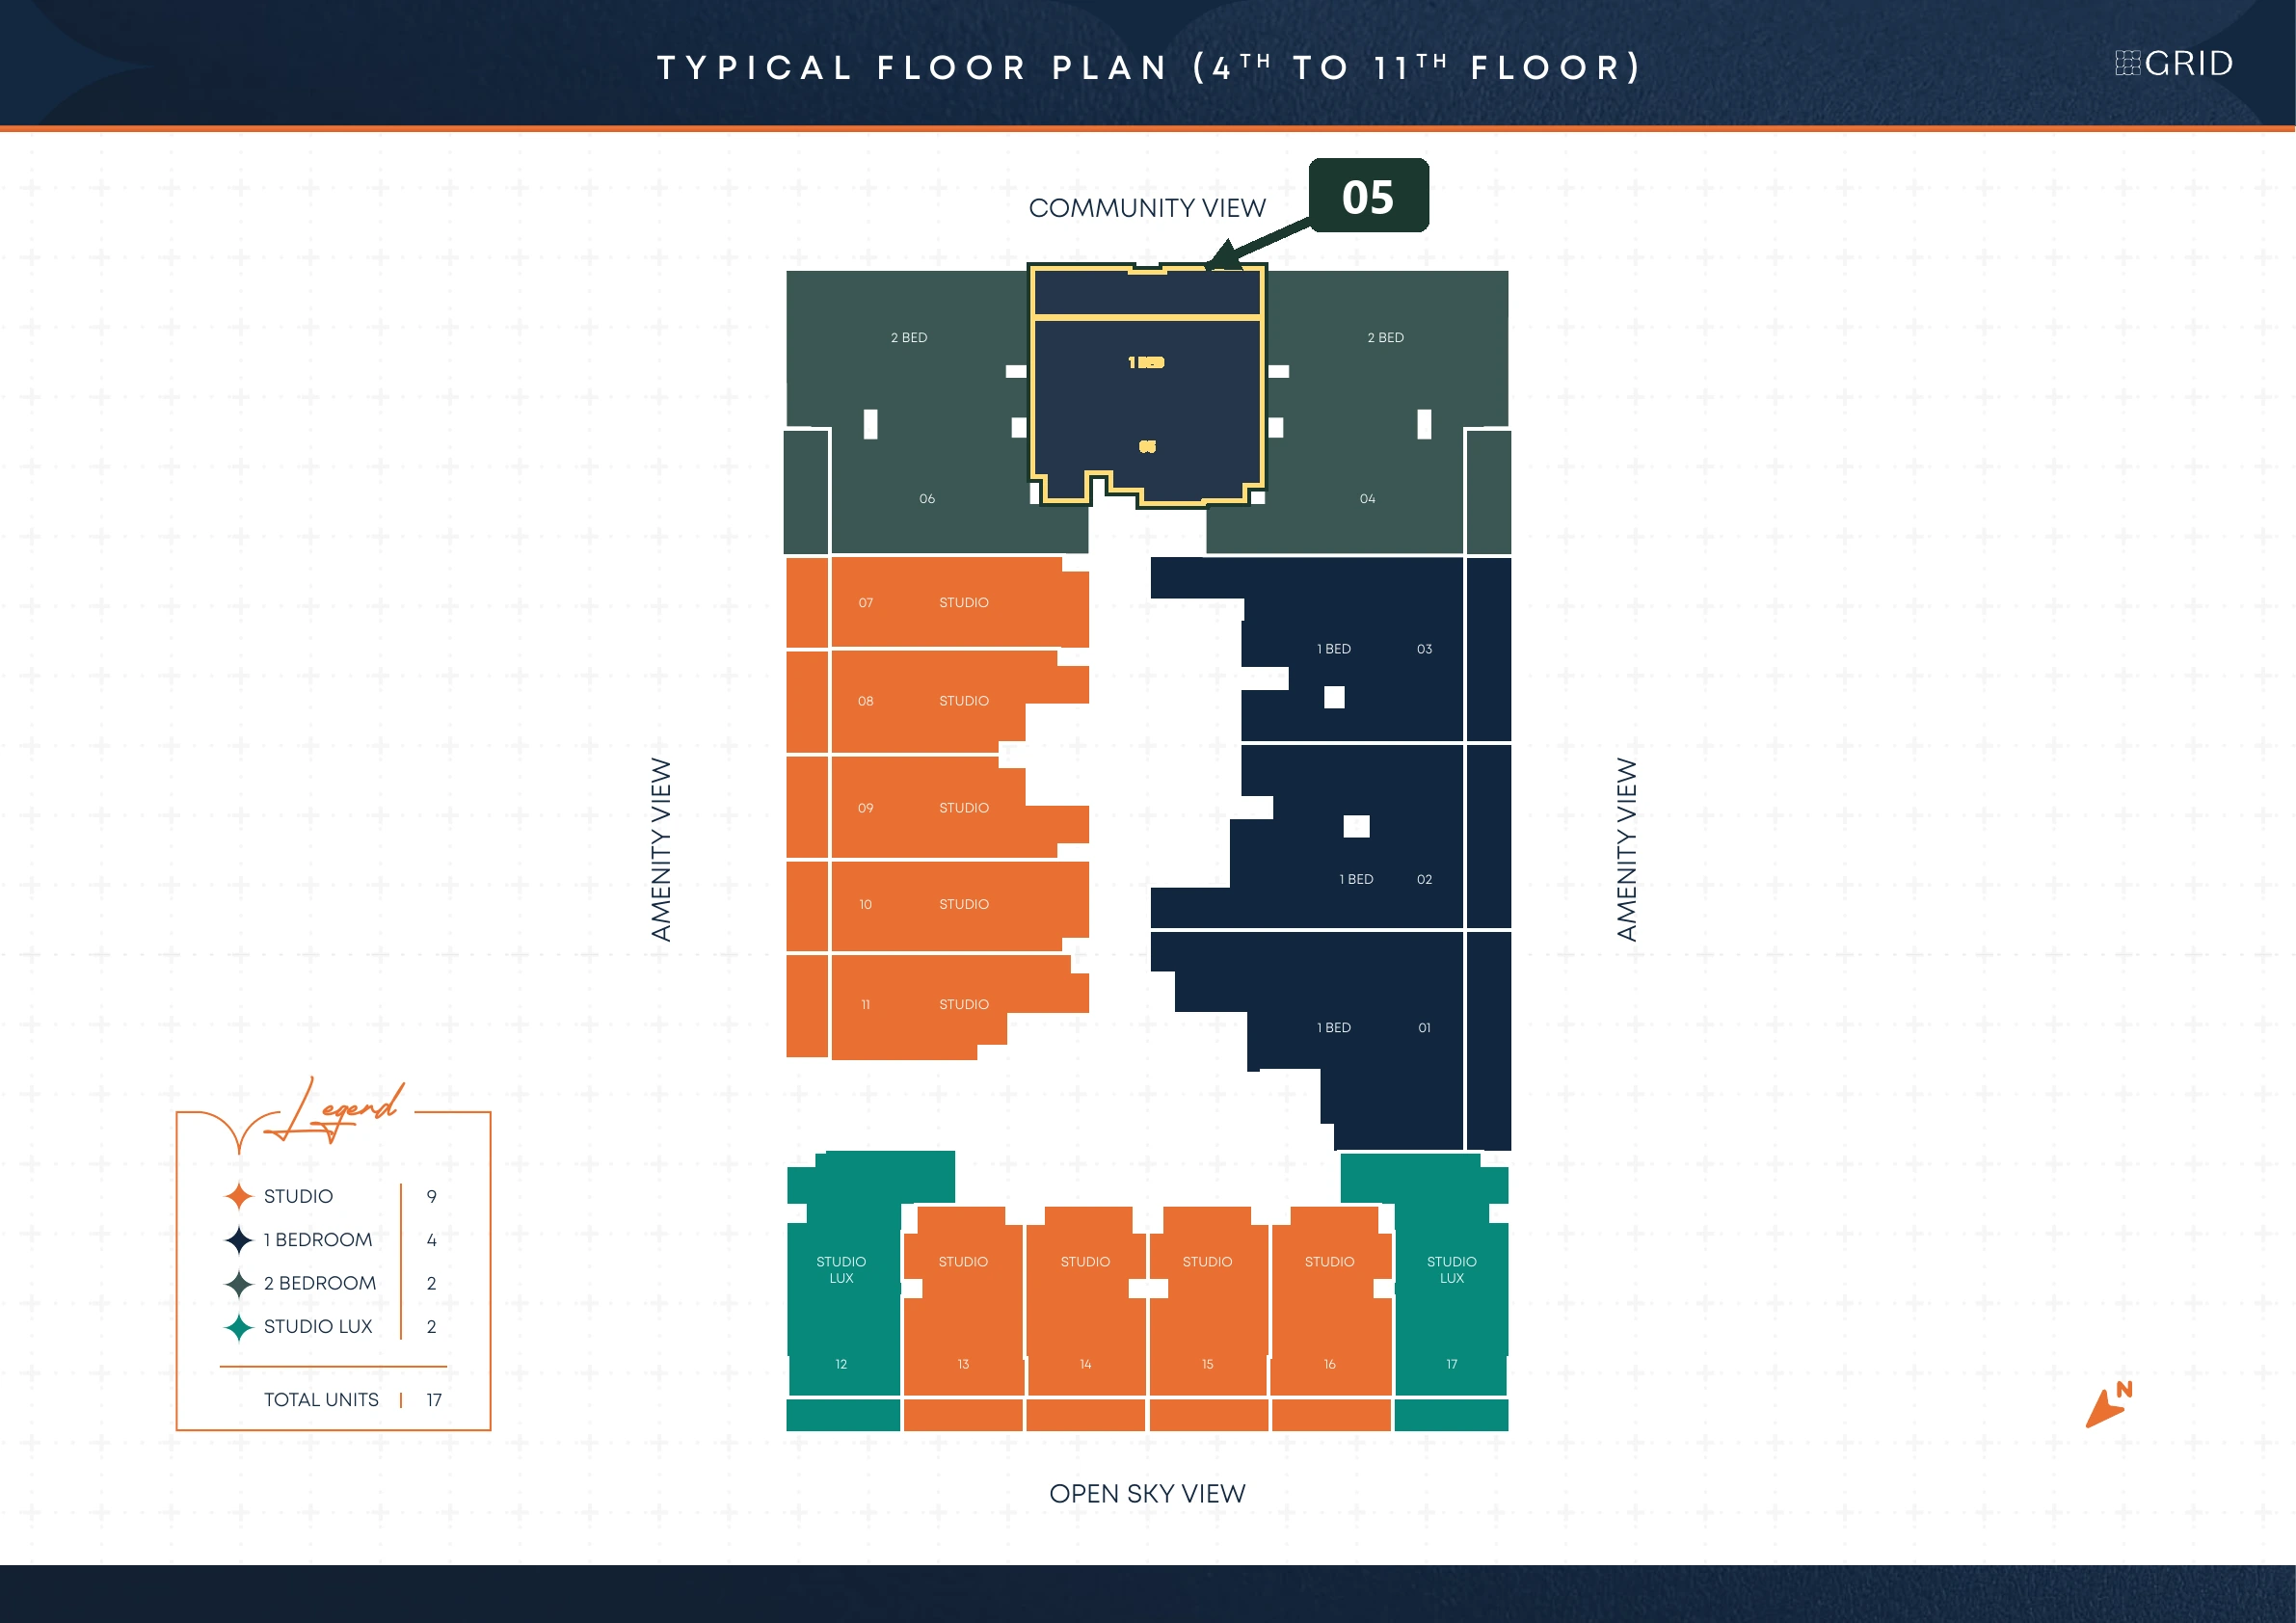 TYPICAL FLOOR PLAN (4TH TO 11TH FLOOR)
GRID
COMMUNITY VIEW
05
2 BED
1 BED
2 BED
05
06
04
07 STUDIO
1 BED 03
08 STUDIO
AMENITY VIEW
AMENITY VIEW
09 STUDIO
1 BED 02
10 STUDIO
11 STUDIO
1 BED 01
Legend
STUDIO 9
1 BEDROOM 4
2 BEDROOM 2
STUDIO LUX 2
TOTAL UNITS 17
STUDIO
LUX
STUDIO
STUDIO
STUDIO
STUDIO
STUDIO
LUX
12
13
14
15
16
17
N
OPEN SKY VIEW